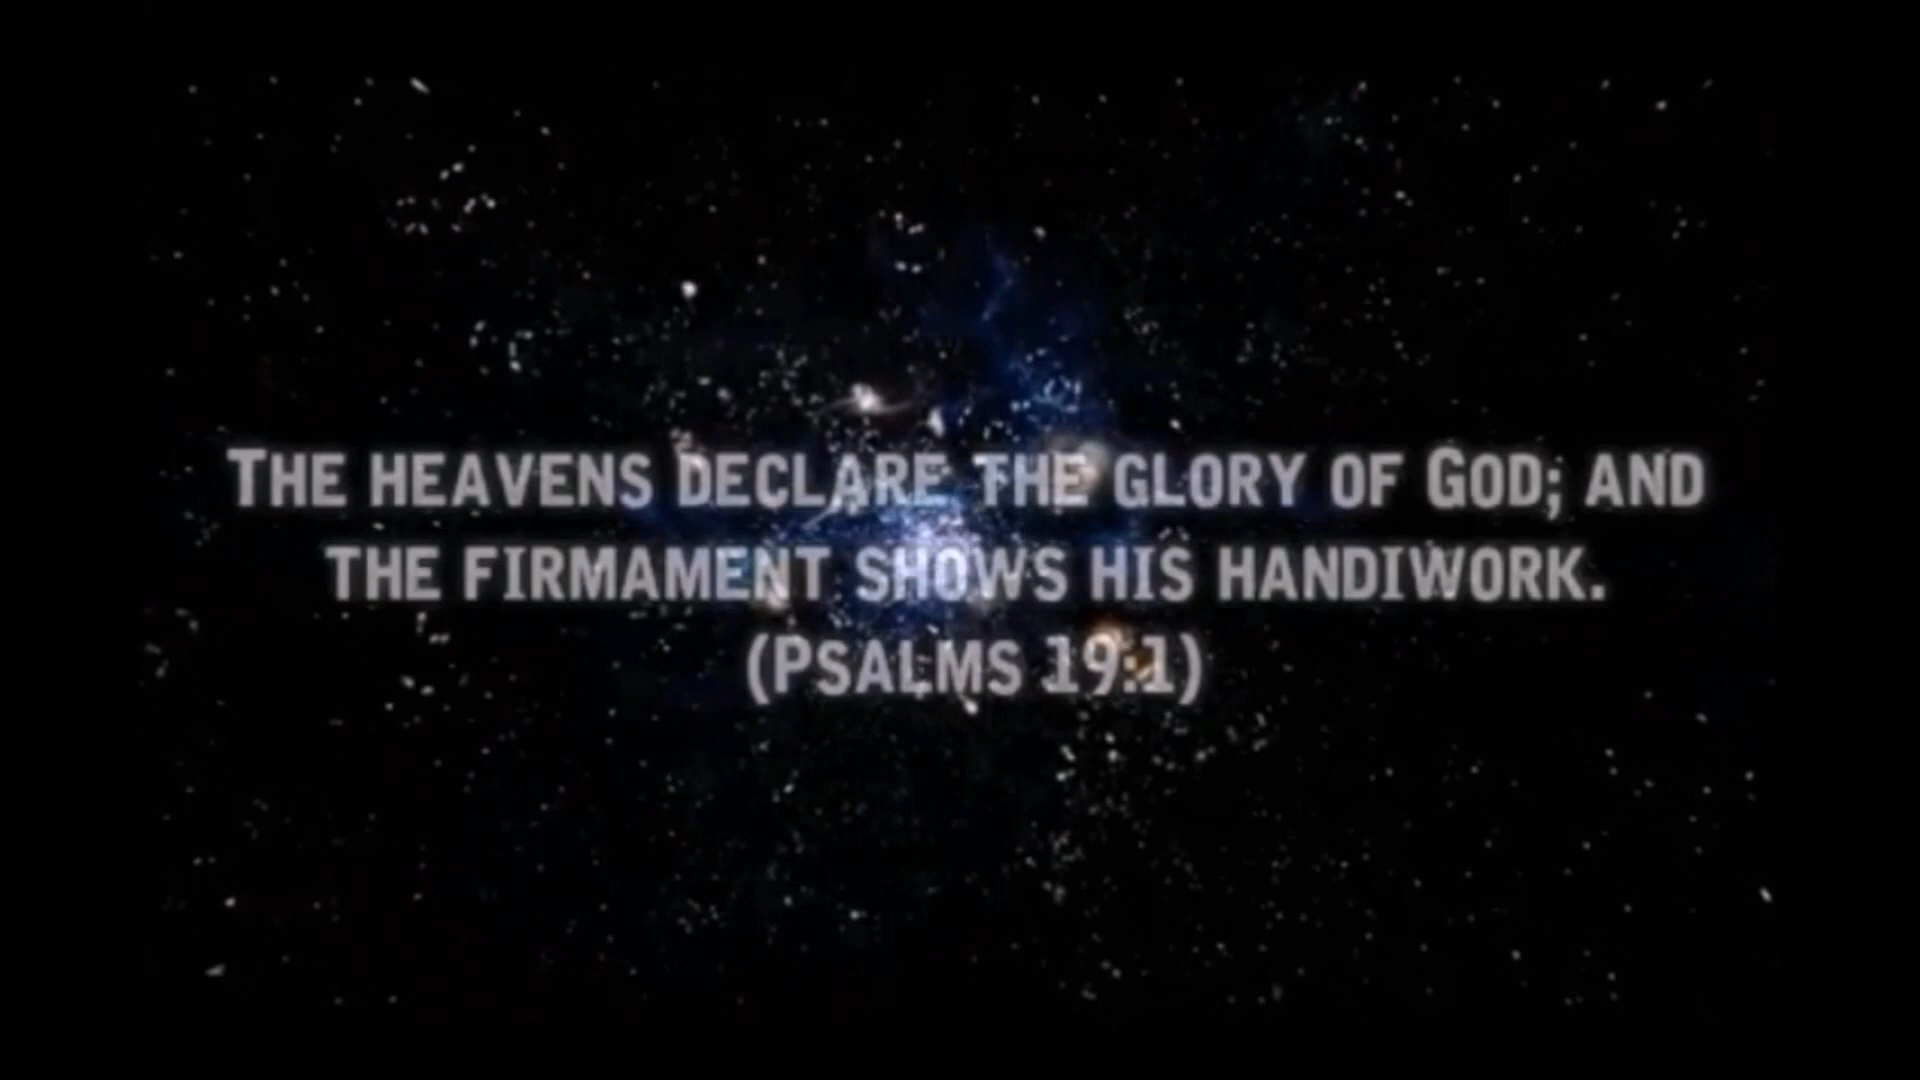 The heavens declare the glory of God; and
the firmament shows His handiwork.
(Psalms 19:1)